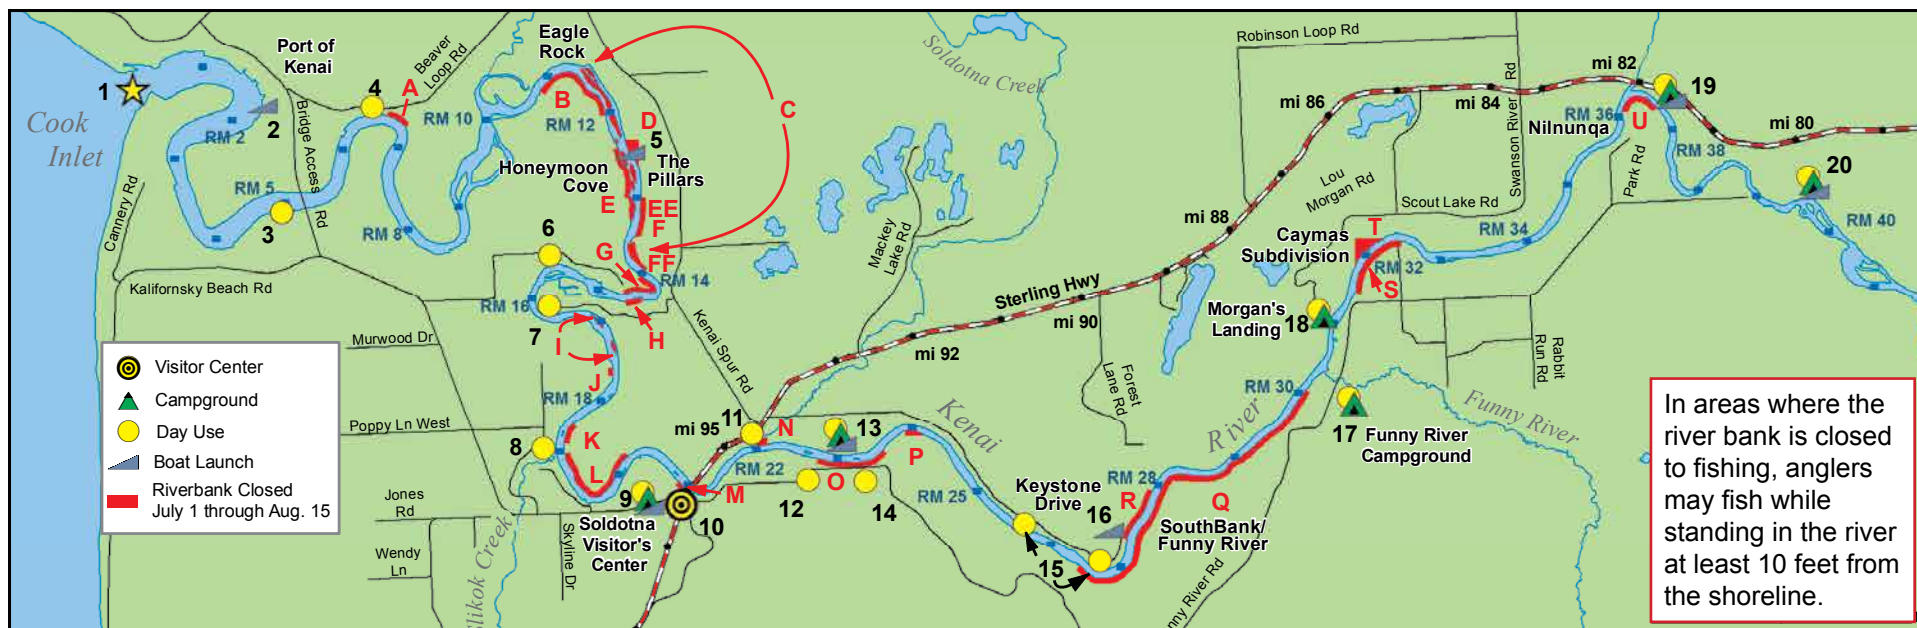 Eagle
Rock
Port of
Kenai
Beaver
Loop Rd
Soldotna Creek
Robinson Loop Rd
mi 82
1
2
4
A
B
C
D
5
RM 2
RM 10
RM 12
Cook
Inlet
Bridge Access
Rd
Honeymoon
Cove
The
Pillars
mi 86
mi 84
Swanson River Rd
RM 36
Nilnunqa
U
19
mi 80
RM 38
20
Cannery Rd
RM 5
3
RM 8
E
EE
F
FF
6
G
RM 14
Mackey
Lake Rd
mi 88
Lou
Morgan Rd
Scout Lake Rd
Park Rd
RM 34
RM 40
T
Caymas
Subdivision
RM 32
S
Kalifornsky Beach Rd
RM 16
7
H
I
J
Sterling Hwy
mi 90
mi 92
Morgan's
Landing
18
Murwood Dr
Kenai Spur Rd
Forest
Lane Rd
Rabbit
Run Rd
Visitor Center
Campground
Day Use
Boat Launch
Riverbank Closed
July 1 through Aug. 15
RM 18
Poppy Ln West
8
K
L
mi 95
11
N
RM 22
13
O
P
Kenai
River
RM 30
Funny River
17
Funny River
Campground
Jones
Rd
9
M
10
12
14
RM 25
Keystone
Drive
RM 28
R
Q
16
SouthBank/
Funny River
15
Wendy
Ln
Slikok Creek
Skyline Dr
Soldotna
Visitor's
Center
nny River Rd
In areas where the
river bank is closed
to fishing, anglers
may fish while
standing in the river
at least 10 feet from
the shoreline.